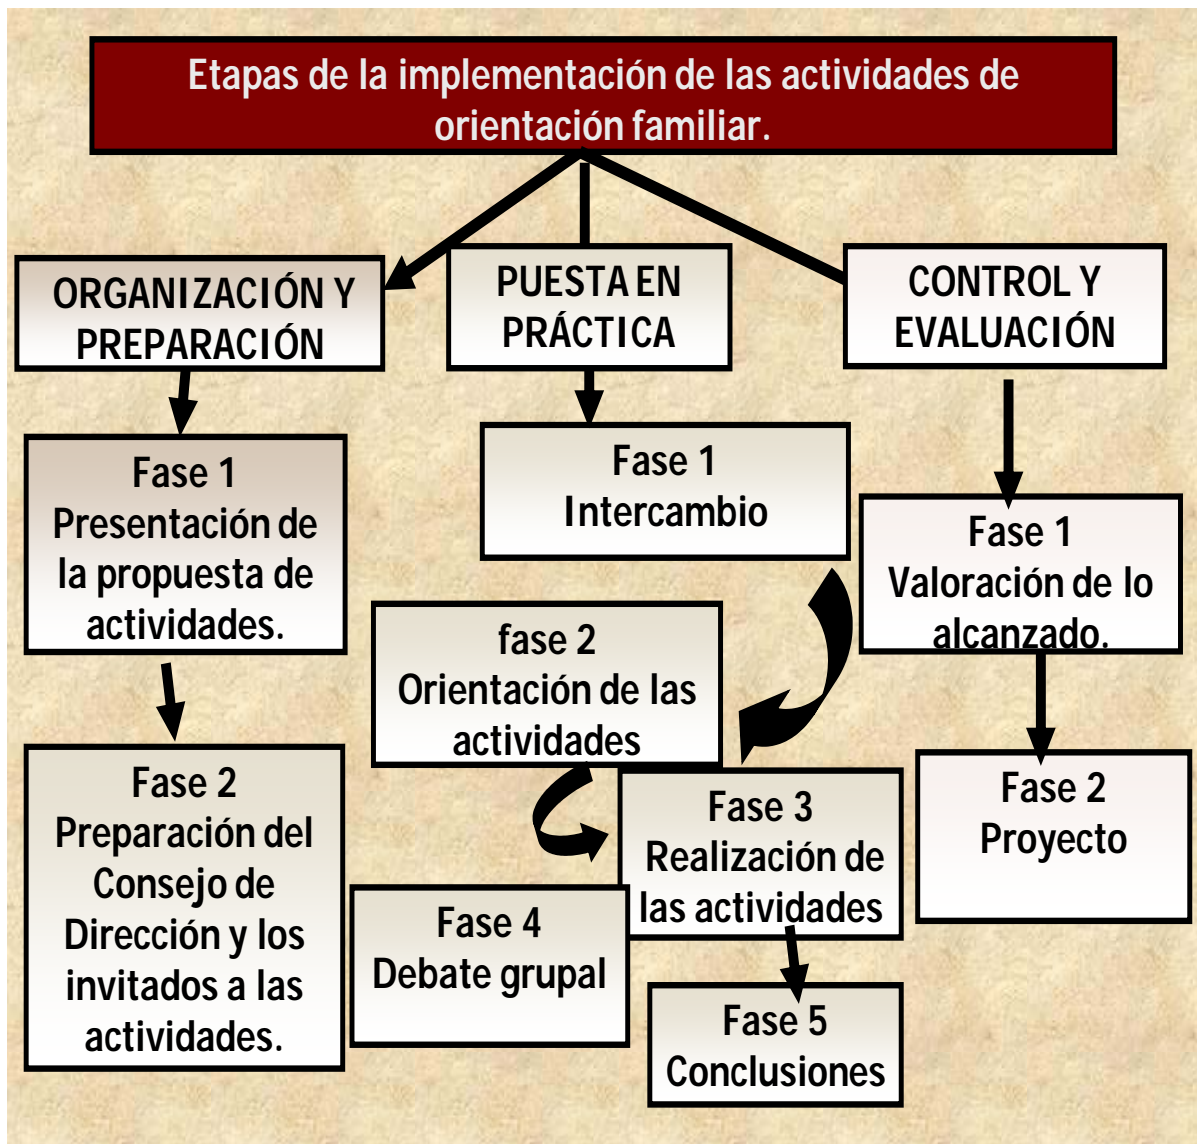 Etapas de la implementación de las actividades de
orientación familiar.
ORGANIZACIÓN Y
PREPARACIÓN
PUESTA EN
PRÁCTICA
CONTROL Y
EVALUACIÓN
Fase 1
Presentación de
la propuesta de
actividades.
Fase 2
Preparación del
Consejo de
Dirección y los
invitados a las
actividades.
Fase 1
Intercambio
fase 2
Orientación de las
actividades
Fase 3
Realización de
las actividades
Fase 4
Debate grupal
Fase 5
Conclusiones
Fase 1
Valoración de lo
alcanzado.
Fase 2
Proyecto